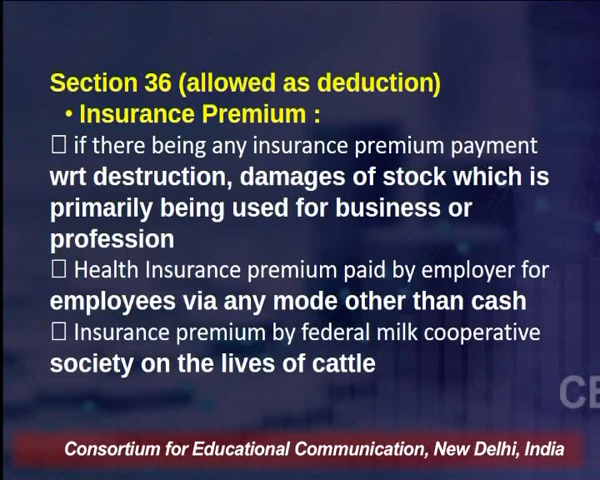 Section 36 (allowed as deduction)
• Insurance Premium :
□ if there being any insurance premium payment
wrt destruction, damages of stock which is
primarily being used for business or
profession
□ Health Insurance premium paid by employer for
employees via any mode other than cash
□ Insurance premium by federal milk cooperative
society on the lives of cattle
CE
Consortium for Educational Communication, New Delhi, India